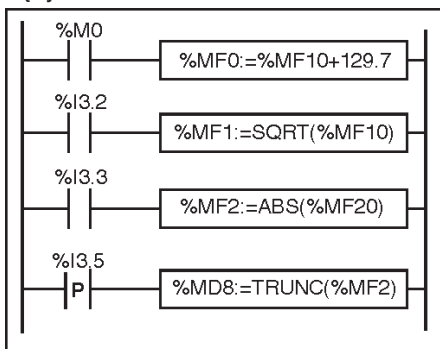 %M0
%MF0:=%MF10+129.7
%I3.2
%MF1:=SQRT(%MF10)
%I3.3
%MF2:=ABS(%MF20)
%I3.5
P
%MD8:=TRUNC(%MF2)